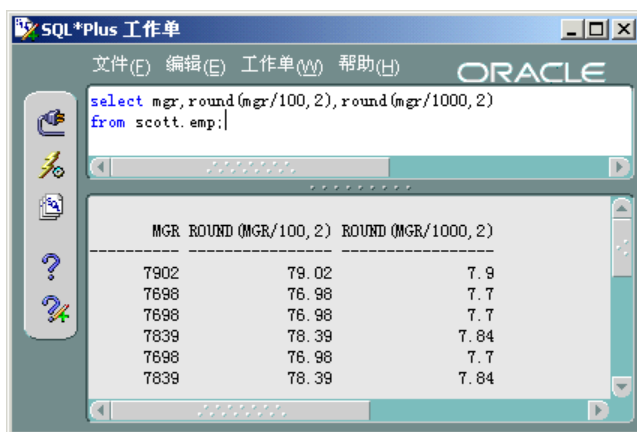 SQL*Plus 工作单
文件(F) 编辑(E) 工作单(W) 帮助(H) ORACLE
select mgr,round(mgr/100,2),round(mgr/1000,2)
from scott.emp;
MGR ROUND(MGR/100,2) ROUND(MGR/1000,2)
---------- ---------------- -----------------
7902 79.02 7.9
7698 76.98 7.7
7698 76.98 7.7
7839 78.39 7.84
7698 76.98 7.7
7839 78.39 7.84